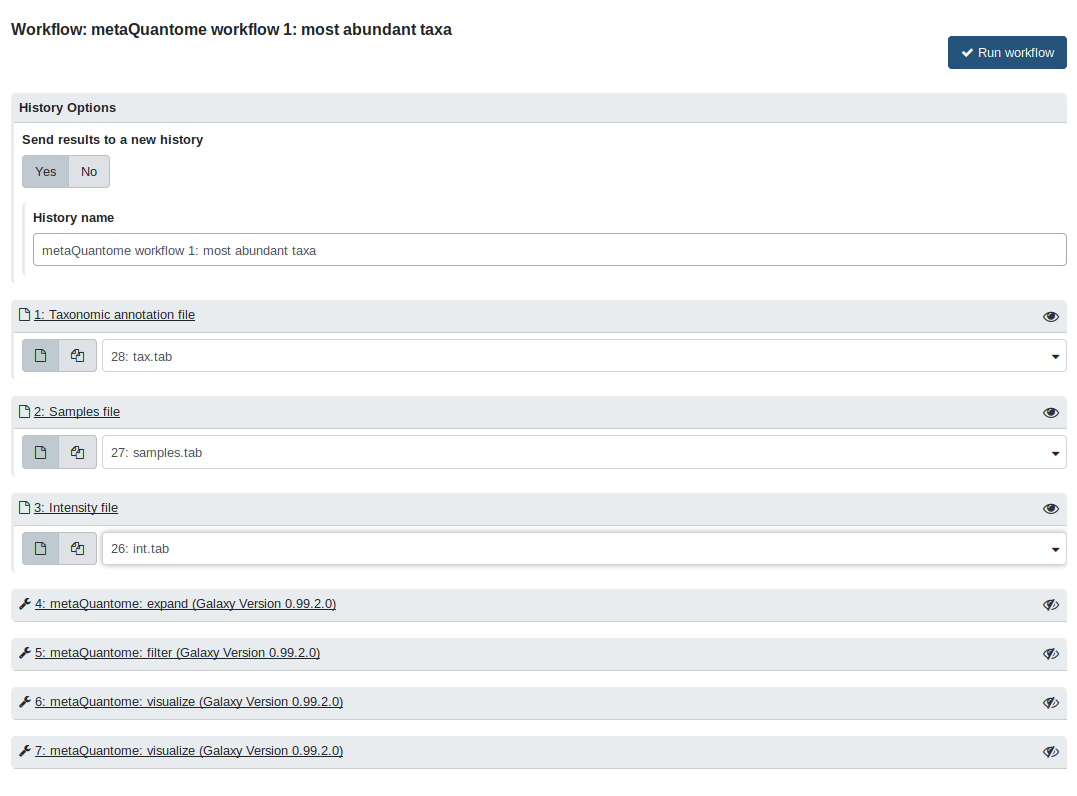 Workflow: metaQuantome workflow 1: most abundant taxa
Run workflow
History Options
Send results to a new history
Yes No
History name
metaQuantome workflow 1: most abundant taxa
1: Taxonomic annotation file
28: tax.tab
2: Samples file
27: samples.tab
3: Intensity file
26: int.tab
4: metaQuantome: expand (Galaxy Version 0.99.2.0)
5: metaQuantome: filter (Galaxy Version 0.99.2.0)
6: metaQuantome: visualize (Galaxy Version 0.99.2.0)
7: metaQuantome: visualize (Galaxy Version 0.99.2.0)